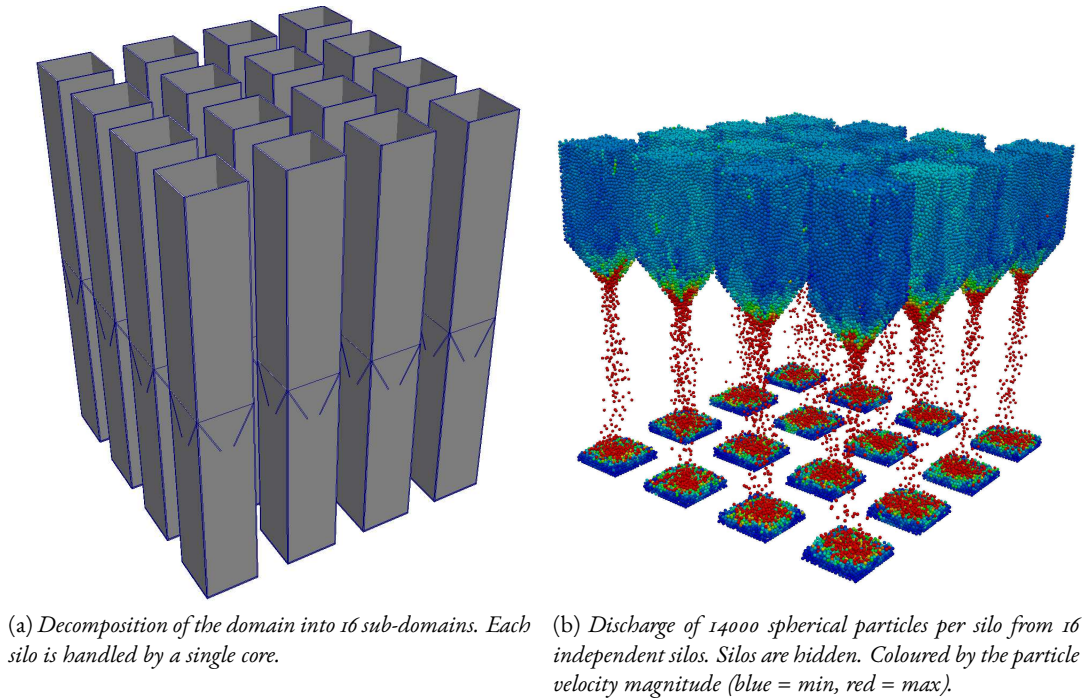 (a) Decomposition of the domain into 16 sub-domains. Each
silo is handled by a single core.
(b) Discharge of 14000 spherical particles per silo from 16
independent silos. Silos are hidden. Coloured by the particle
velocity magnitude (blue = min, red = max).